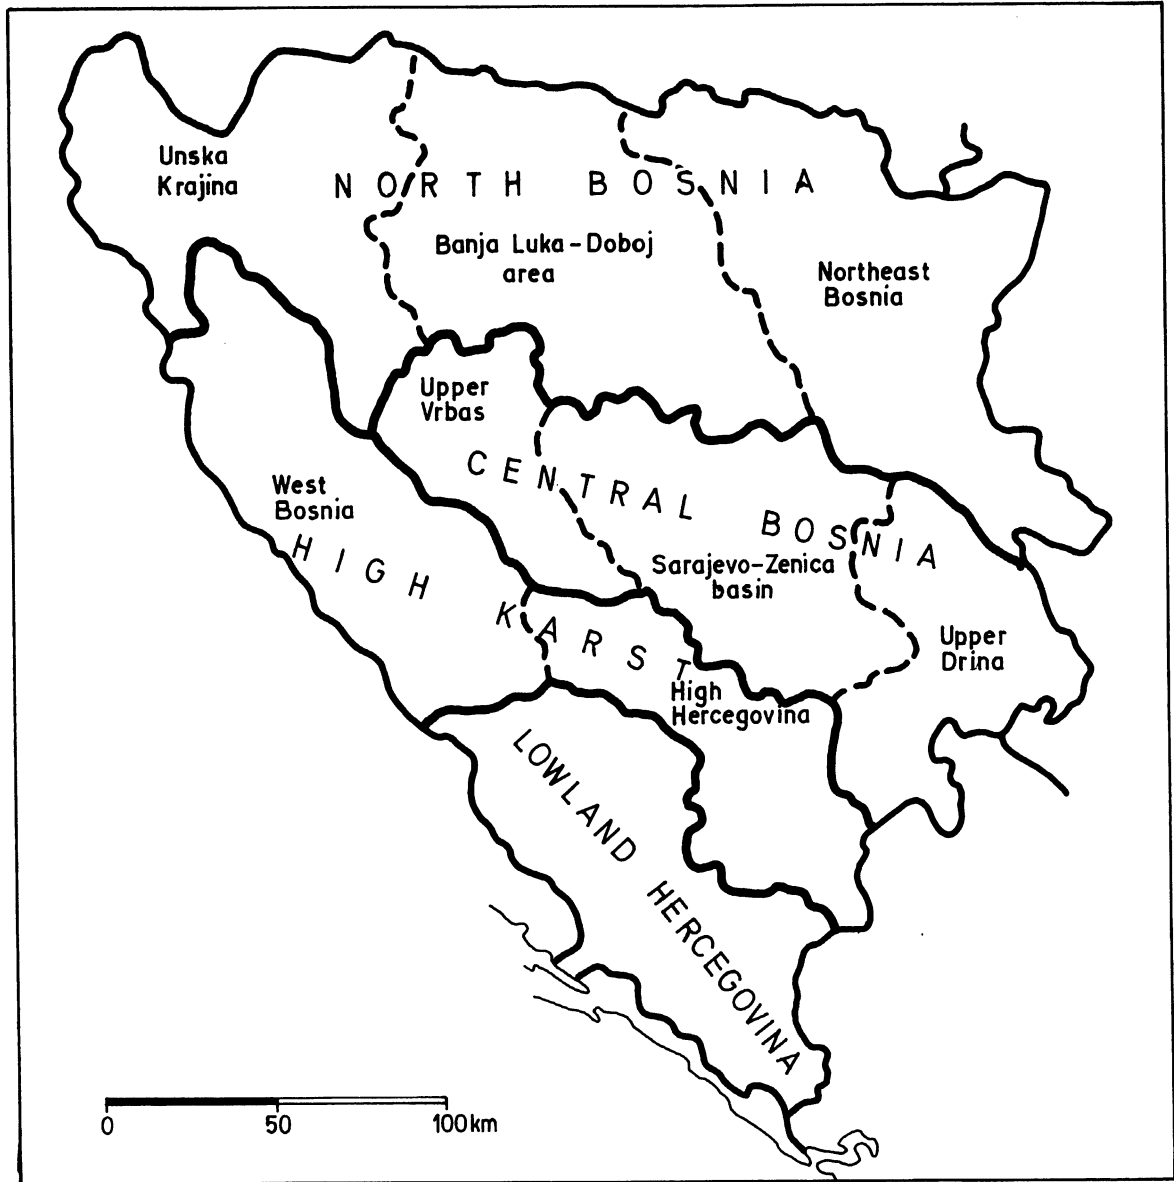 Unska
Krajina
NORTH BOSNIA
Banja Luka-Doboj
area
Northeast
Bosnia
Upper
Vrbas
CENTRAL BOSNIA
West
Bosnia
HIGH KARST
Sarajevo-Zenica
basin
Upper
Drina
High
Hercegovina
LOWLAND HERCEGOVINA
0 50 100km